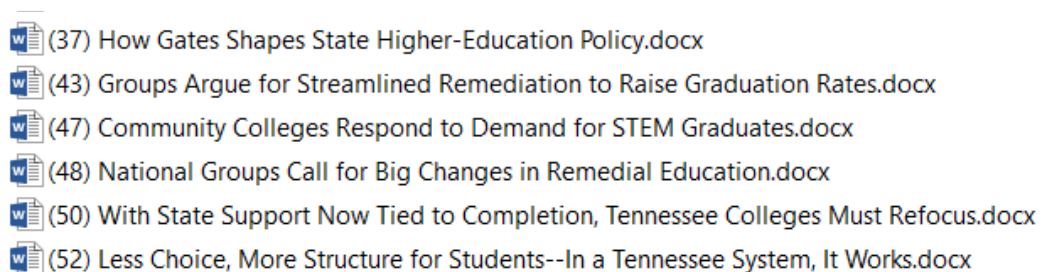 (37) How Gates Shapes State Higher-Education Policy.docx
(43) Groups Argue for Streamlined Remediation to Raise Graduation Rates.docx
(47) Community Colleges Respond to Demand for STEM Graduates.docx
(48) National Groups Call for Big Changes in Remedial Education.docx
(50) With State Support Now Tied to Completion, Tennessee Colleges Must Refocus.docx
(52) Less Choice, More Structure for Students--In a Tennessee System, It Works.docx